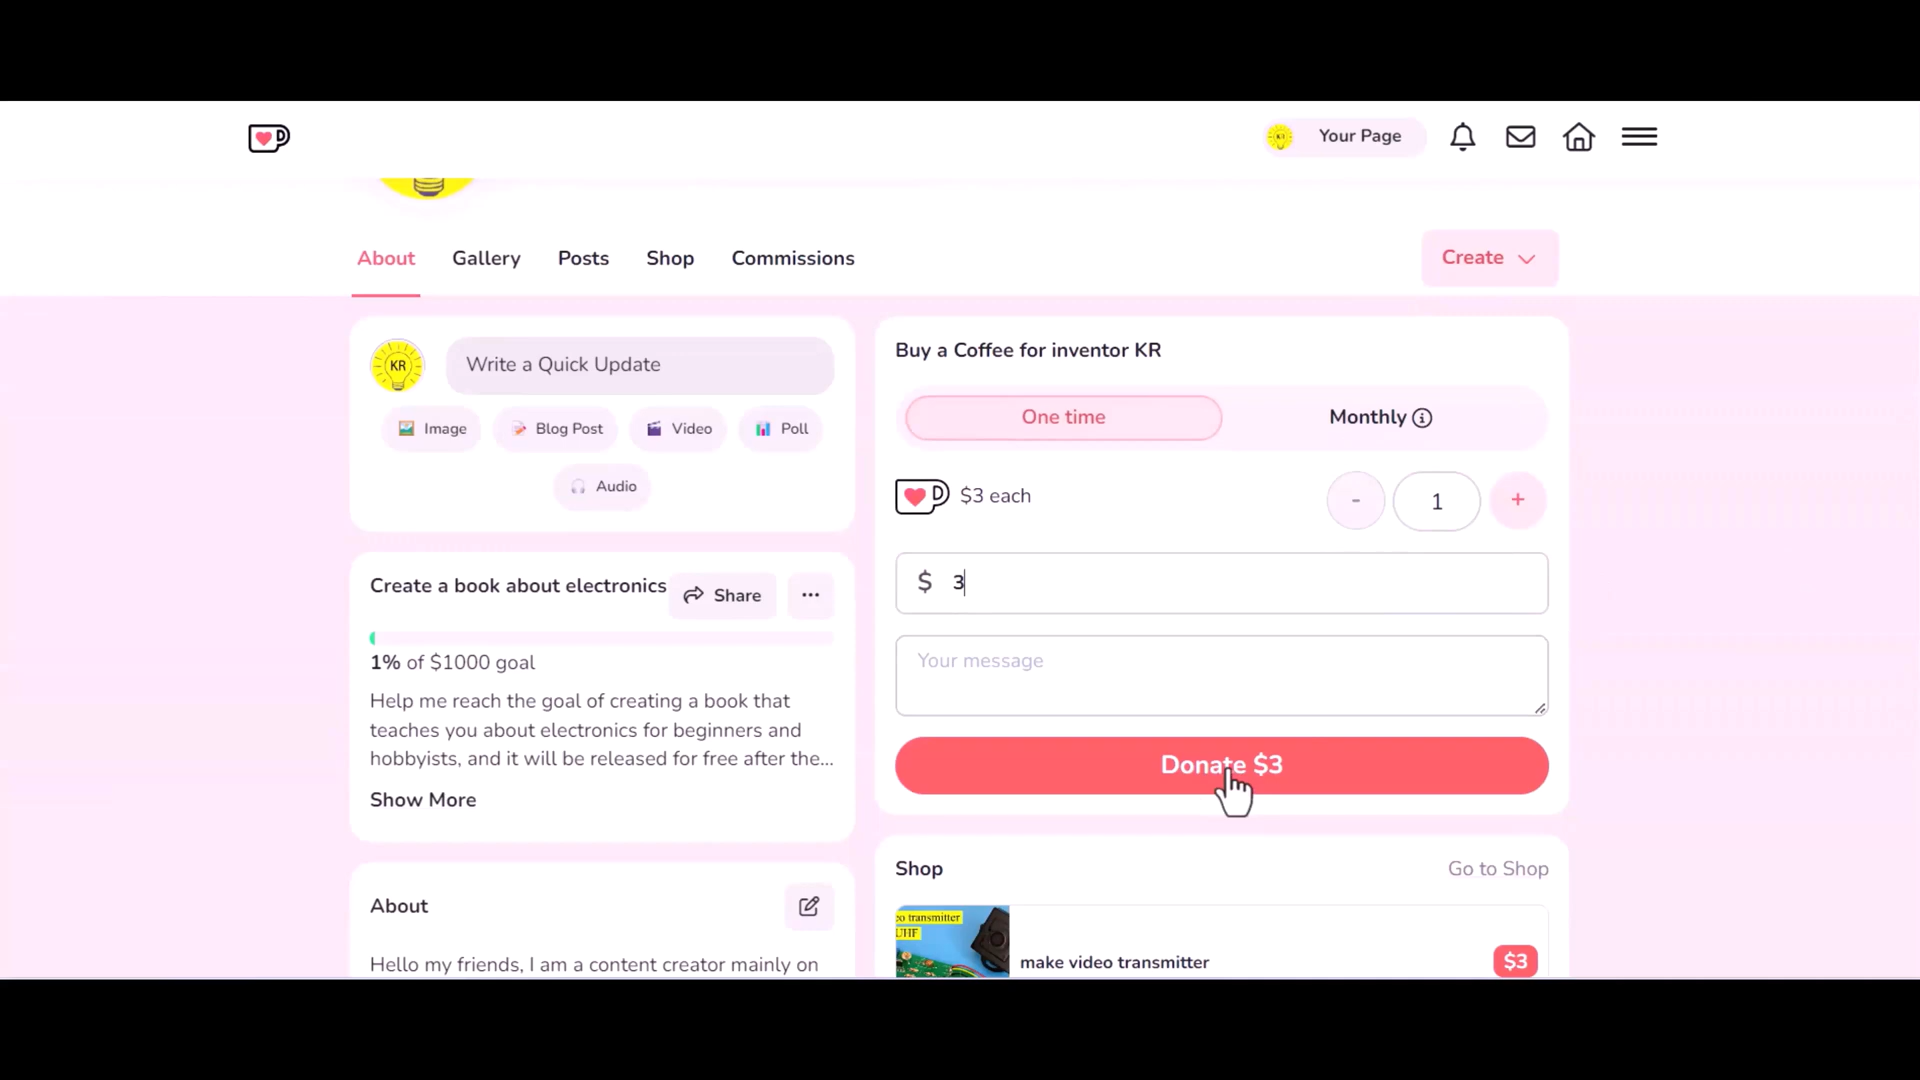 Your Page
About
Gallery
Posts
Shop
Commissions
Create
KR
Write a Quick Update
Image
Blog Post
Video
Poll
Audio
Create a book about electronics
Share
1% of $1000 goal
Help me reach the goal of creating a book that
teaches you about electronics for beginners and
hobbyists, and it will be released for free after the...
Show More
About
Hello my friends, I am a content creator mainly on
Buy a Coffee for inventor KR
One time
Monthly
$3 each
-
1
+
$ 3
Your message
Donate $3
Shop
Go to Shop
eo transmitter
UHF
make video transmitter
$3